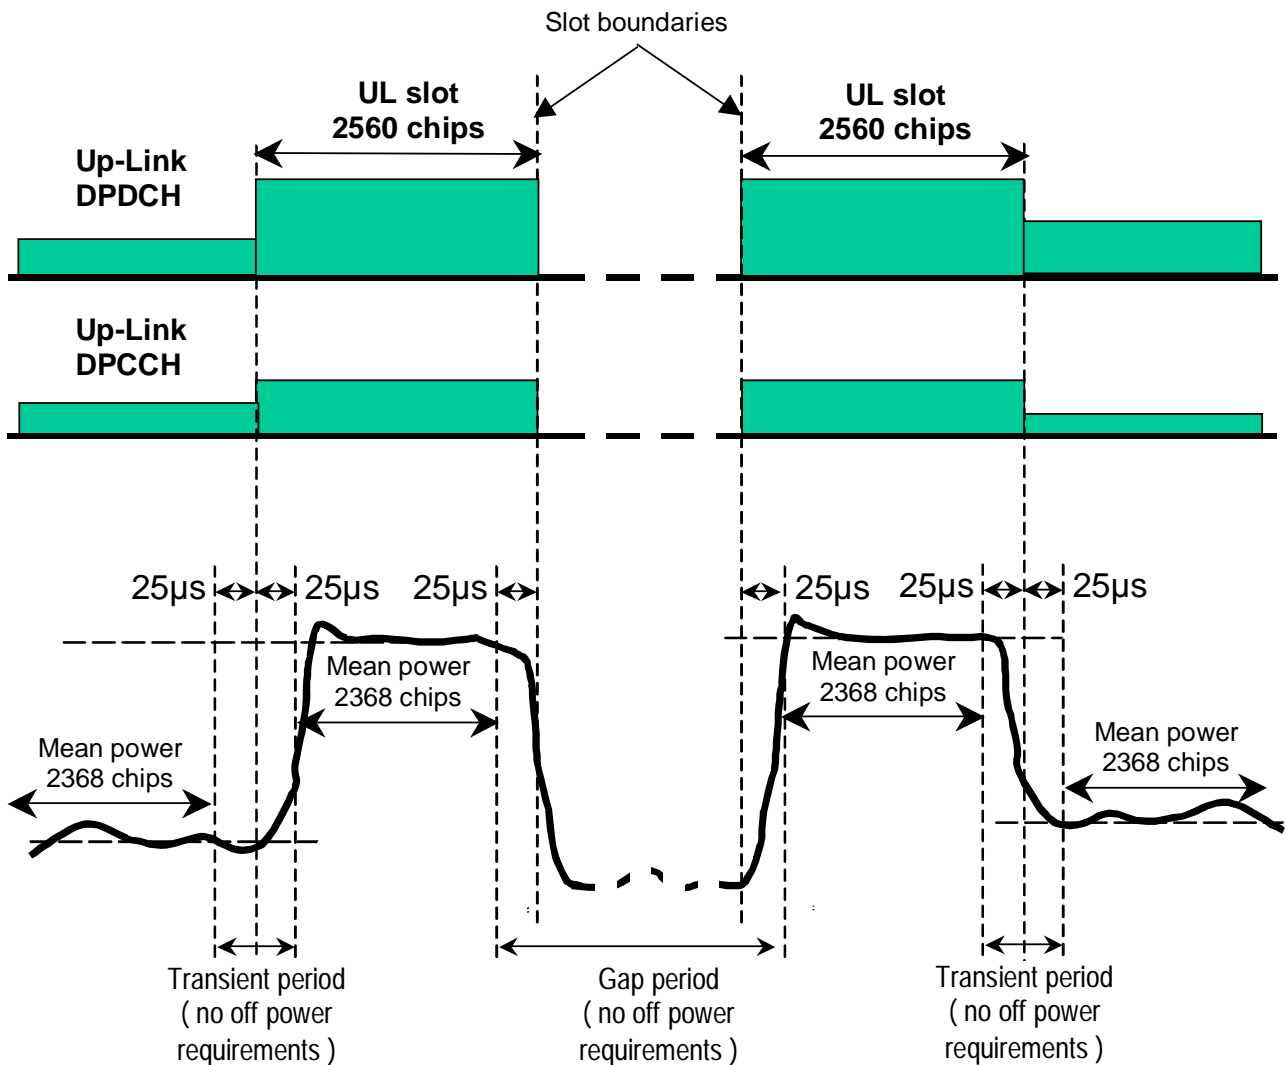 Slot boundaries
UL slot
2560 chips
UL slot
2560 chips
Up-Link
DPDCH
Up-Link
DPCCH
25µs
25µs
25µs
25µs
25µs
25µs
Mean power
2368 chips
Mean power
2368 chips
Mean power
2368 chips
Mean power
2368 chips
Transient period
( no off power
requirements )
Gap period
( no off power
requirements )
Transient period
( no off power
requirements )